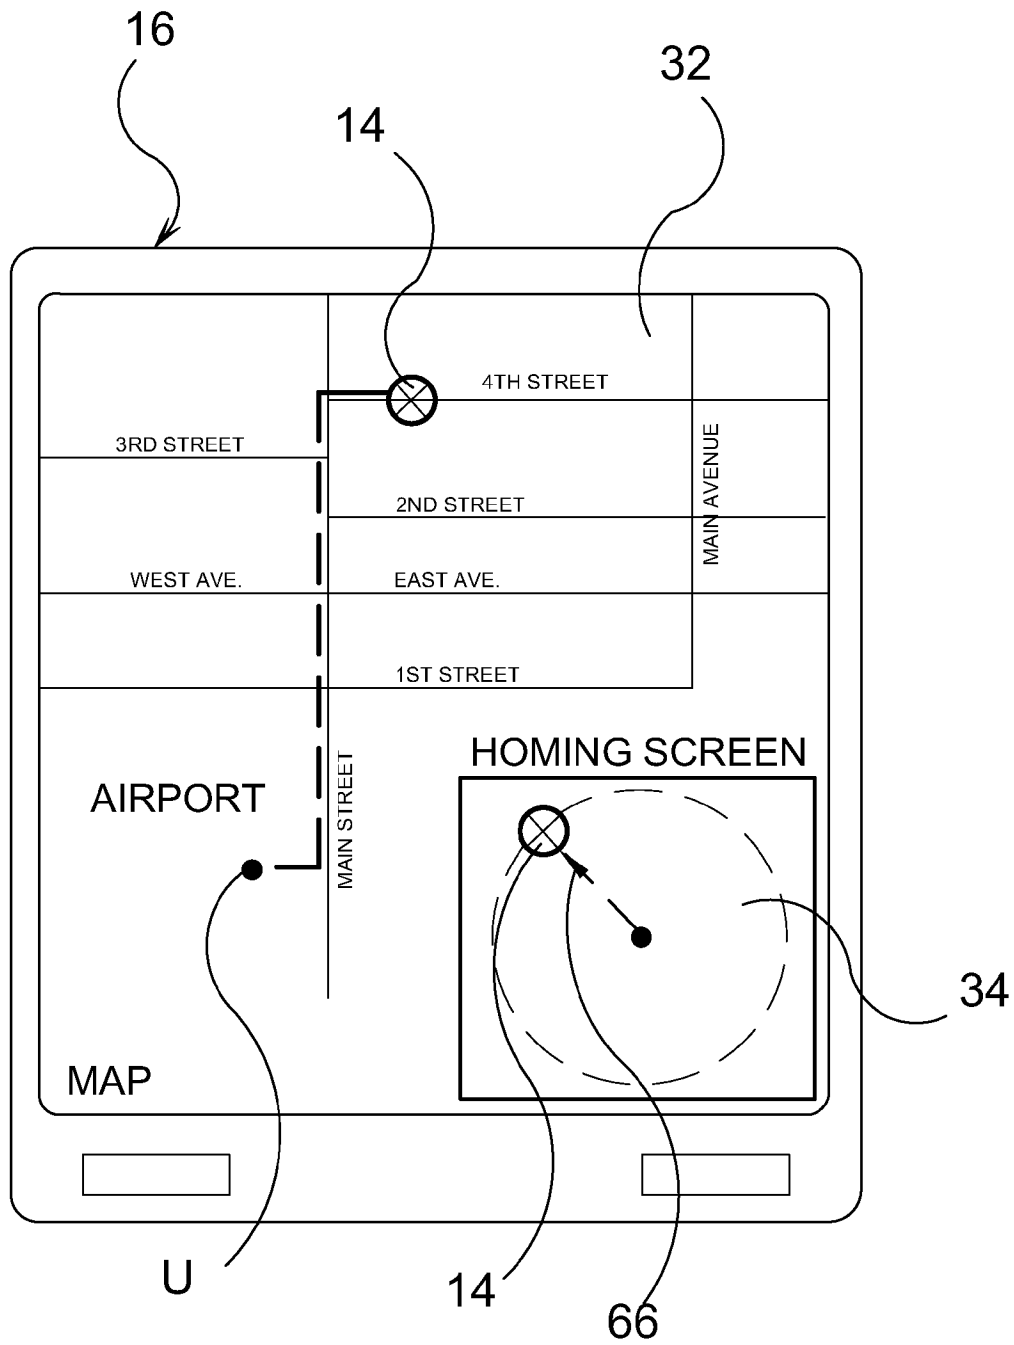 16
32
14
4TH STREET
3RD STREET
MAIN AVENUE
2ND STREET
WEST AVE.
EAST AVE.
1ST STREET
HOMING SCREEN
AIRPORT
MAIN STREET
34
MAP
U
14
66